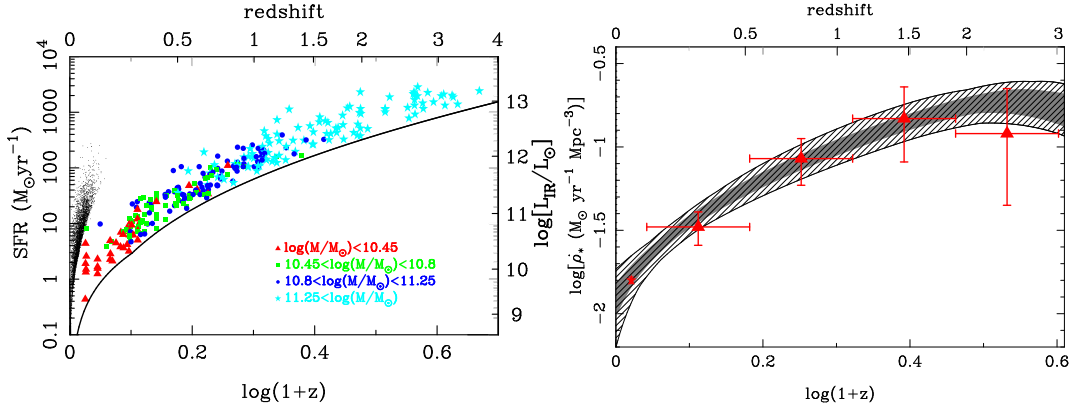 redshift
0 0.5 1 2 3 4
10⁴ 1000 100 10 1 0.1
SFR (M⊙yr⁻¹)
13 12 11 10 9
log[L_IR/L⊙]
log(M/M⊙)<10.45
10.45<log(M/M⊙)<10.8
10.8<log(M/M⊙)<11.25
11.25<log(M/M⊙)
0 0.2 0.4 0.6
log(1+z)
redshift
0 0.5 1 1.5 2 3
-0.5 -1 -1.5 -2
log[ρ̇* (M⊙ yr⁻¹ Mpc⁻³)]
0 0.2 0.4 0.6
log(1+z)